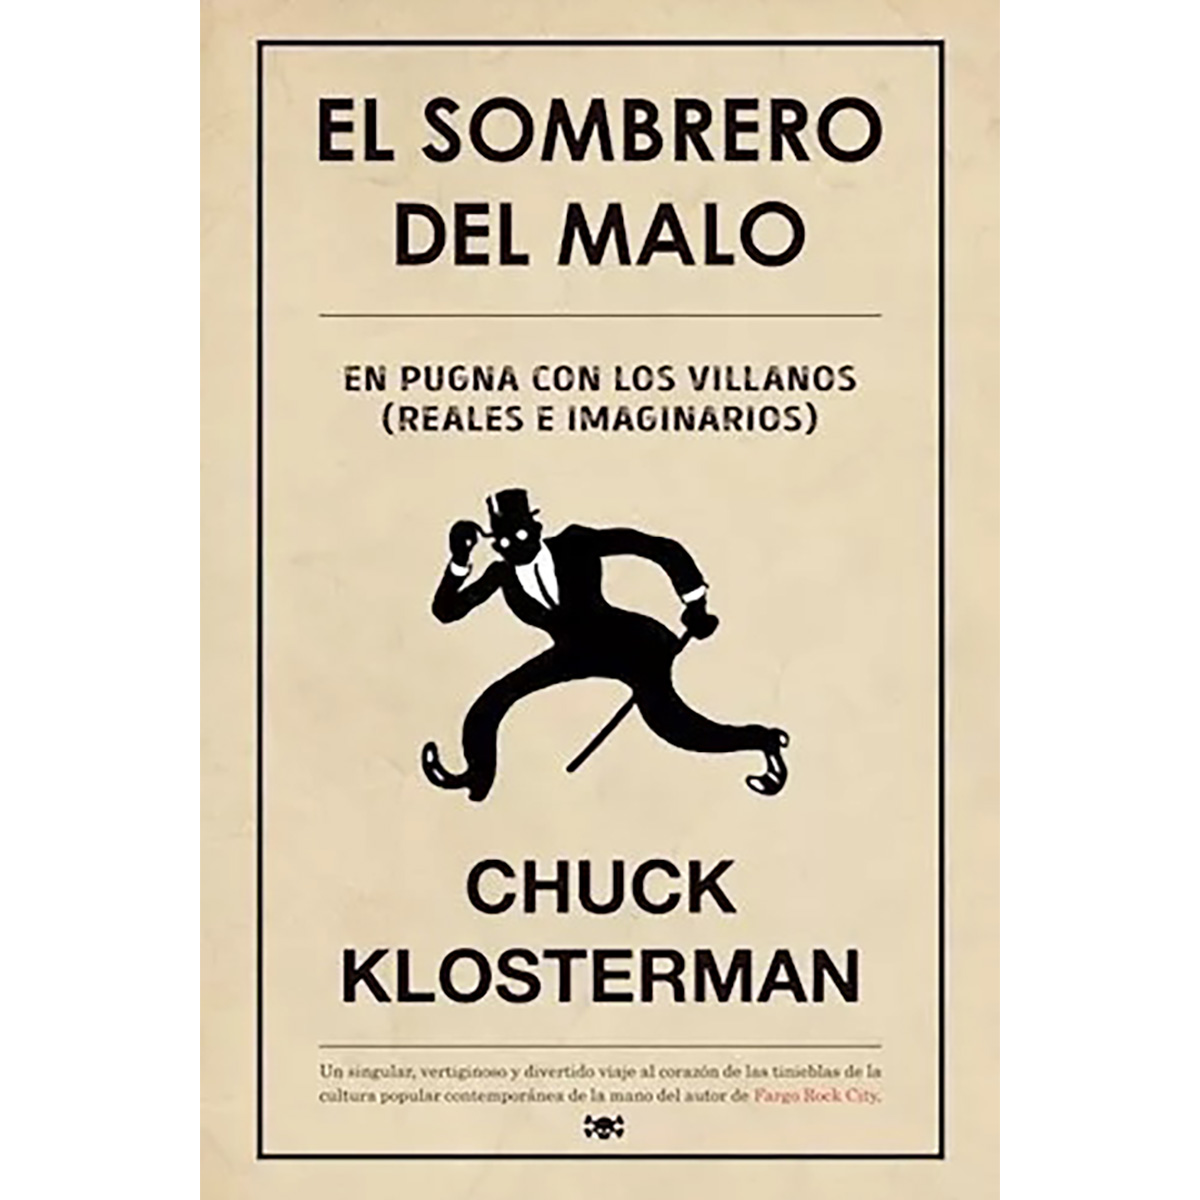 EL SOMBRERO
DEL MALO
EN PUGNA CON LOS VILLANOS
(REALES E IMAGINARIOS)
CHUCK
KLOSTERMAN
Un singular, vertiginoso y divertido viaje al corazón de las tinieblas de la
cultura popular contemporánea de la mano del autor de Fargo Rock City.